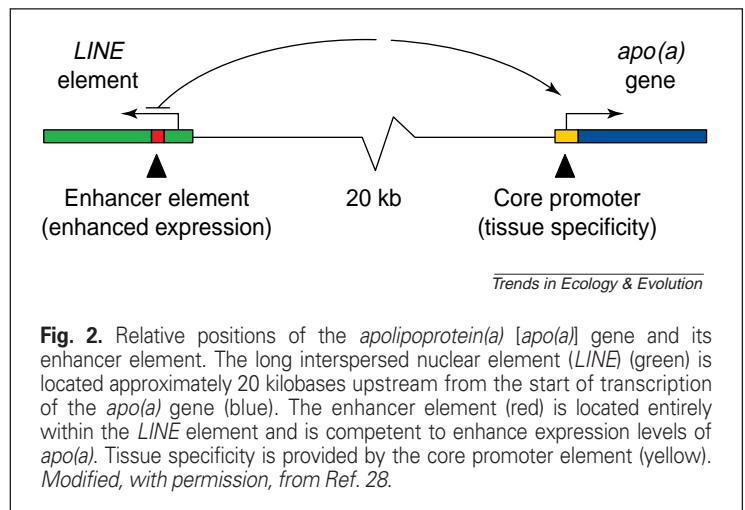 LINE
element
apo(a)
gene
Enhancer element
(enhanced expression)
20 kb
Core promoter
(tissue specificity)
Trends in Ecology & Evolution
Fig. 2. Relative positions of the apolipoprotein(a) [apo(a)] gene and its
enhancer element. The long interspersed nuclear element (LINE) (green) is
located approximately 20 kilobases upstream from the start of transcription
of the apo(a) gene (blue). The enhancer element (red) is located entirely
within the LINE element and is competent to enhance expression levels of
apo(a). Tissue specificity is provided by the core promoter element (yellow).
Modified, with permission, from Ref. 28.